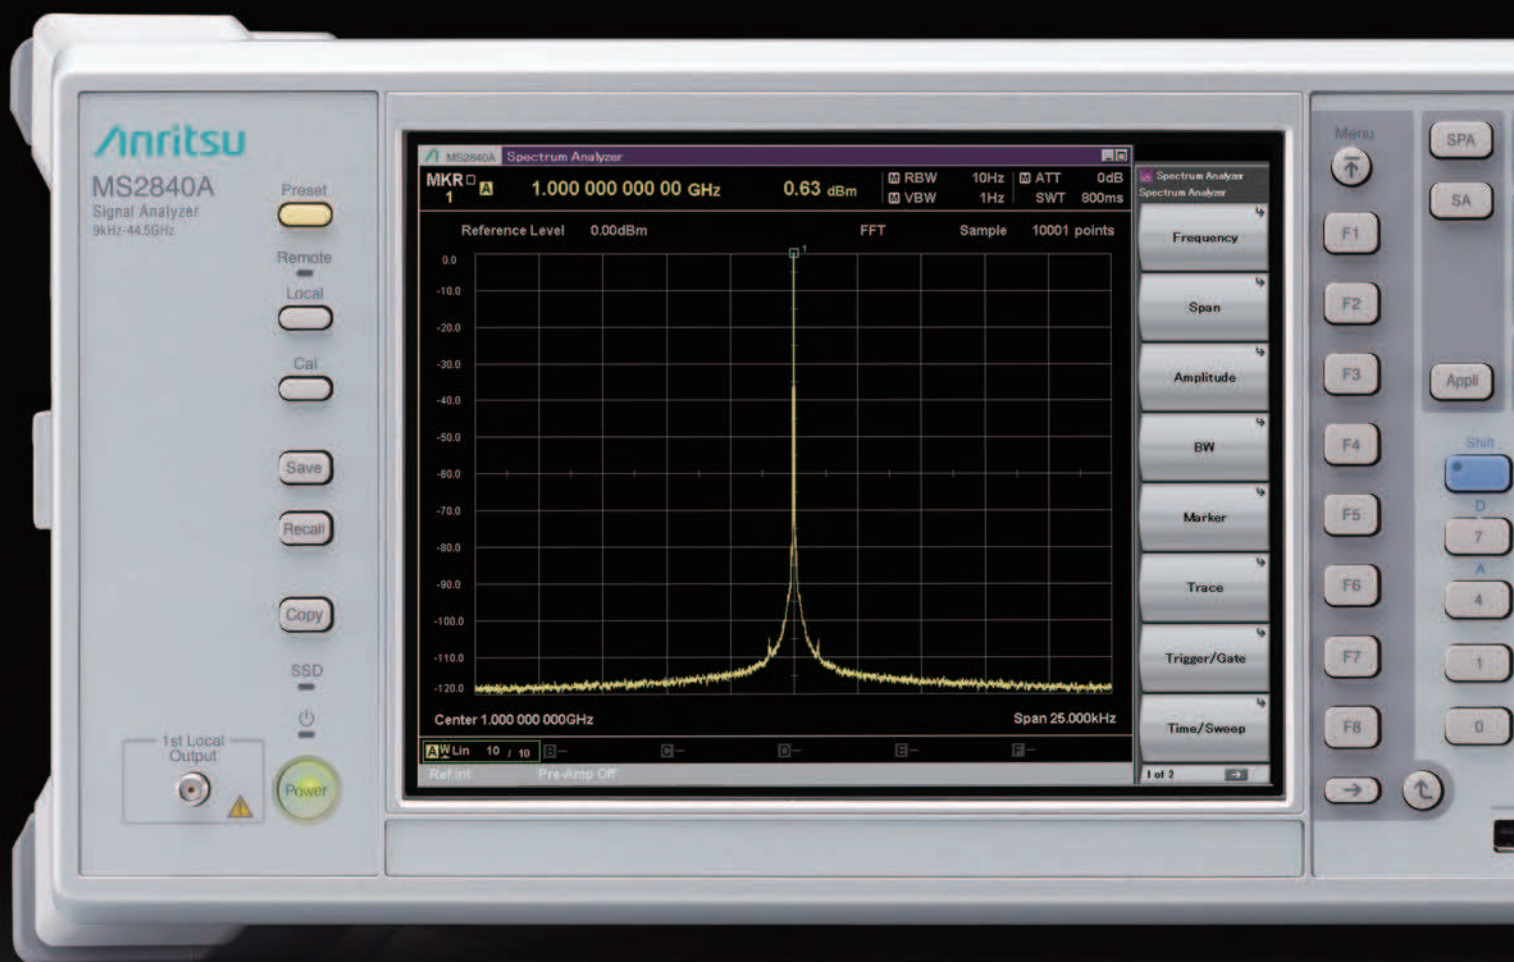 Anritsu
MS2840A
Signal Analyzer
9kHz-44.5GHz
Preset
Remote
Local
Cal
Save
Recall
Copy
SSD
1st Local
Output
Power
MS2840A Spectrum Analyzer
MKR A 1.000 000 000 00 GHz 0.63 dBm M RBW 10Hz M ATT 0dB
1 M VBW 1Hz SWT 800ms
Reference Level 0.00dBm FFT Sample 10001 points
1
0.0
-10.0
-20.0
-30.0
-40.0
-50.0
-60.0
-70.0
-80.0
-90.0
-100.0
-110.0
-120.0
Center 1.000 000 000GHz Span 25.000kHz
A W Lin 10 / 10 B- C- D- E- F-
Ref.Int Pre-Amp Off
Spectrum Analyzer
Spectrum Analyzer
Frequency
Span
Amplitude
BW
Marker
Trace
Trigger/Gate
Time/Sweep
1 of 2
Menu
F1
F2
F3
F4
F5
F6
F7
F8
SPA
SA
Appli
Shift
D
7
A
4
1
0